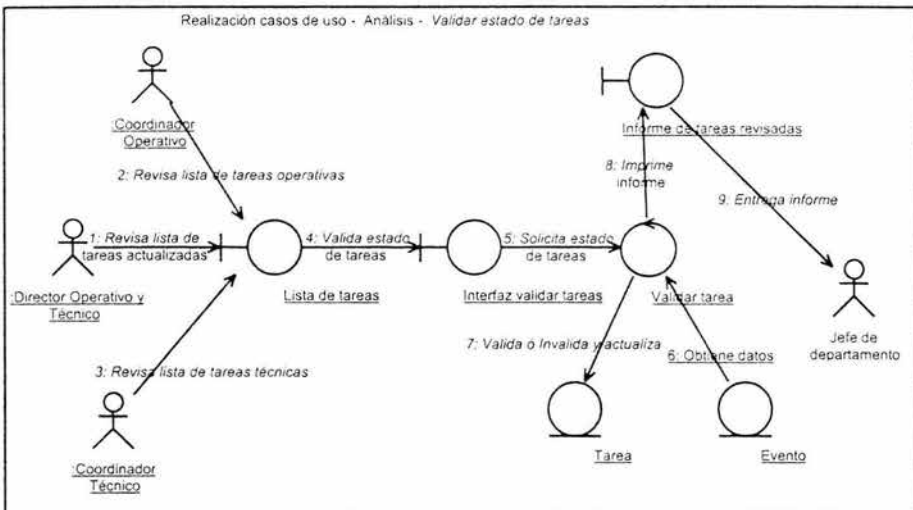 Realización casos de uso - Análisis - Validar estado de tareas
:Coordinador
Operativo
Informe de tareas revisadas
2: Revisa lista de tareas operativas
8: Imprime
informe
9: Entrega informe
1: Revisa lista de
tareas actualizadas
4: Valida estado
de tareas
5: Solicita estado
de tareas
:Director Operativo y
Técnico
Lista de tareas
Interfaz validar tareas
Validar tarea
Jefe de
departamento
7: Valida ó Invalida y actualiza
6: Obtiene datos
3: Revisa lista de tareas técnicas
:Coordinador
Técnico
Tarea
Evento